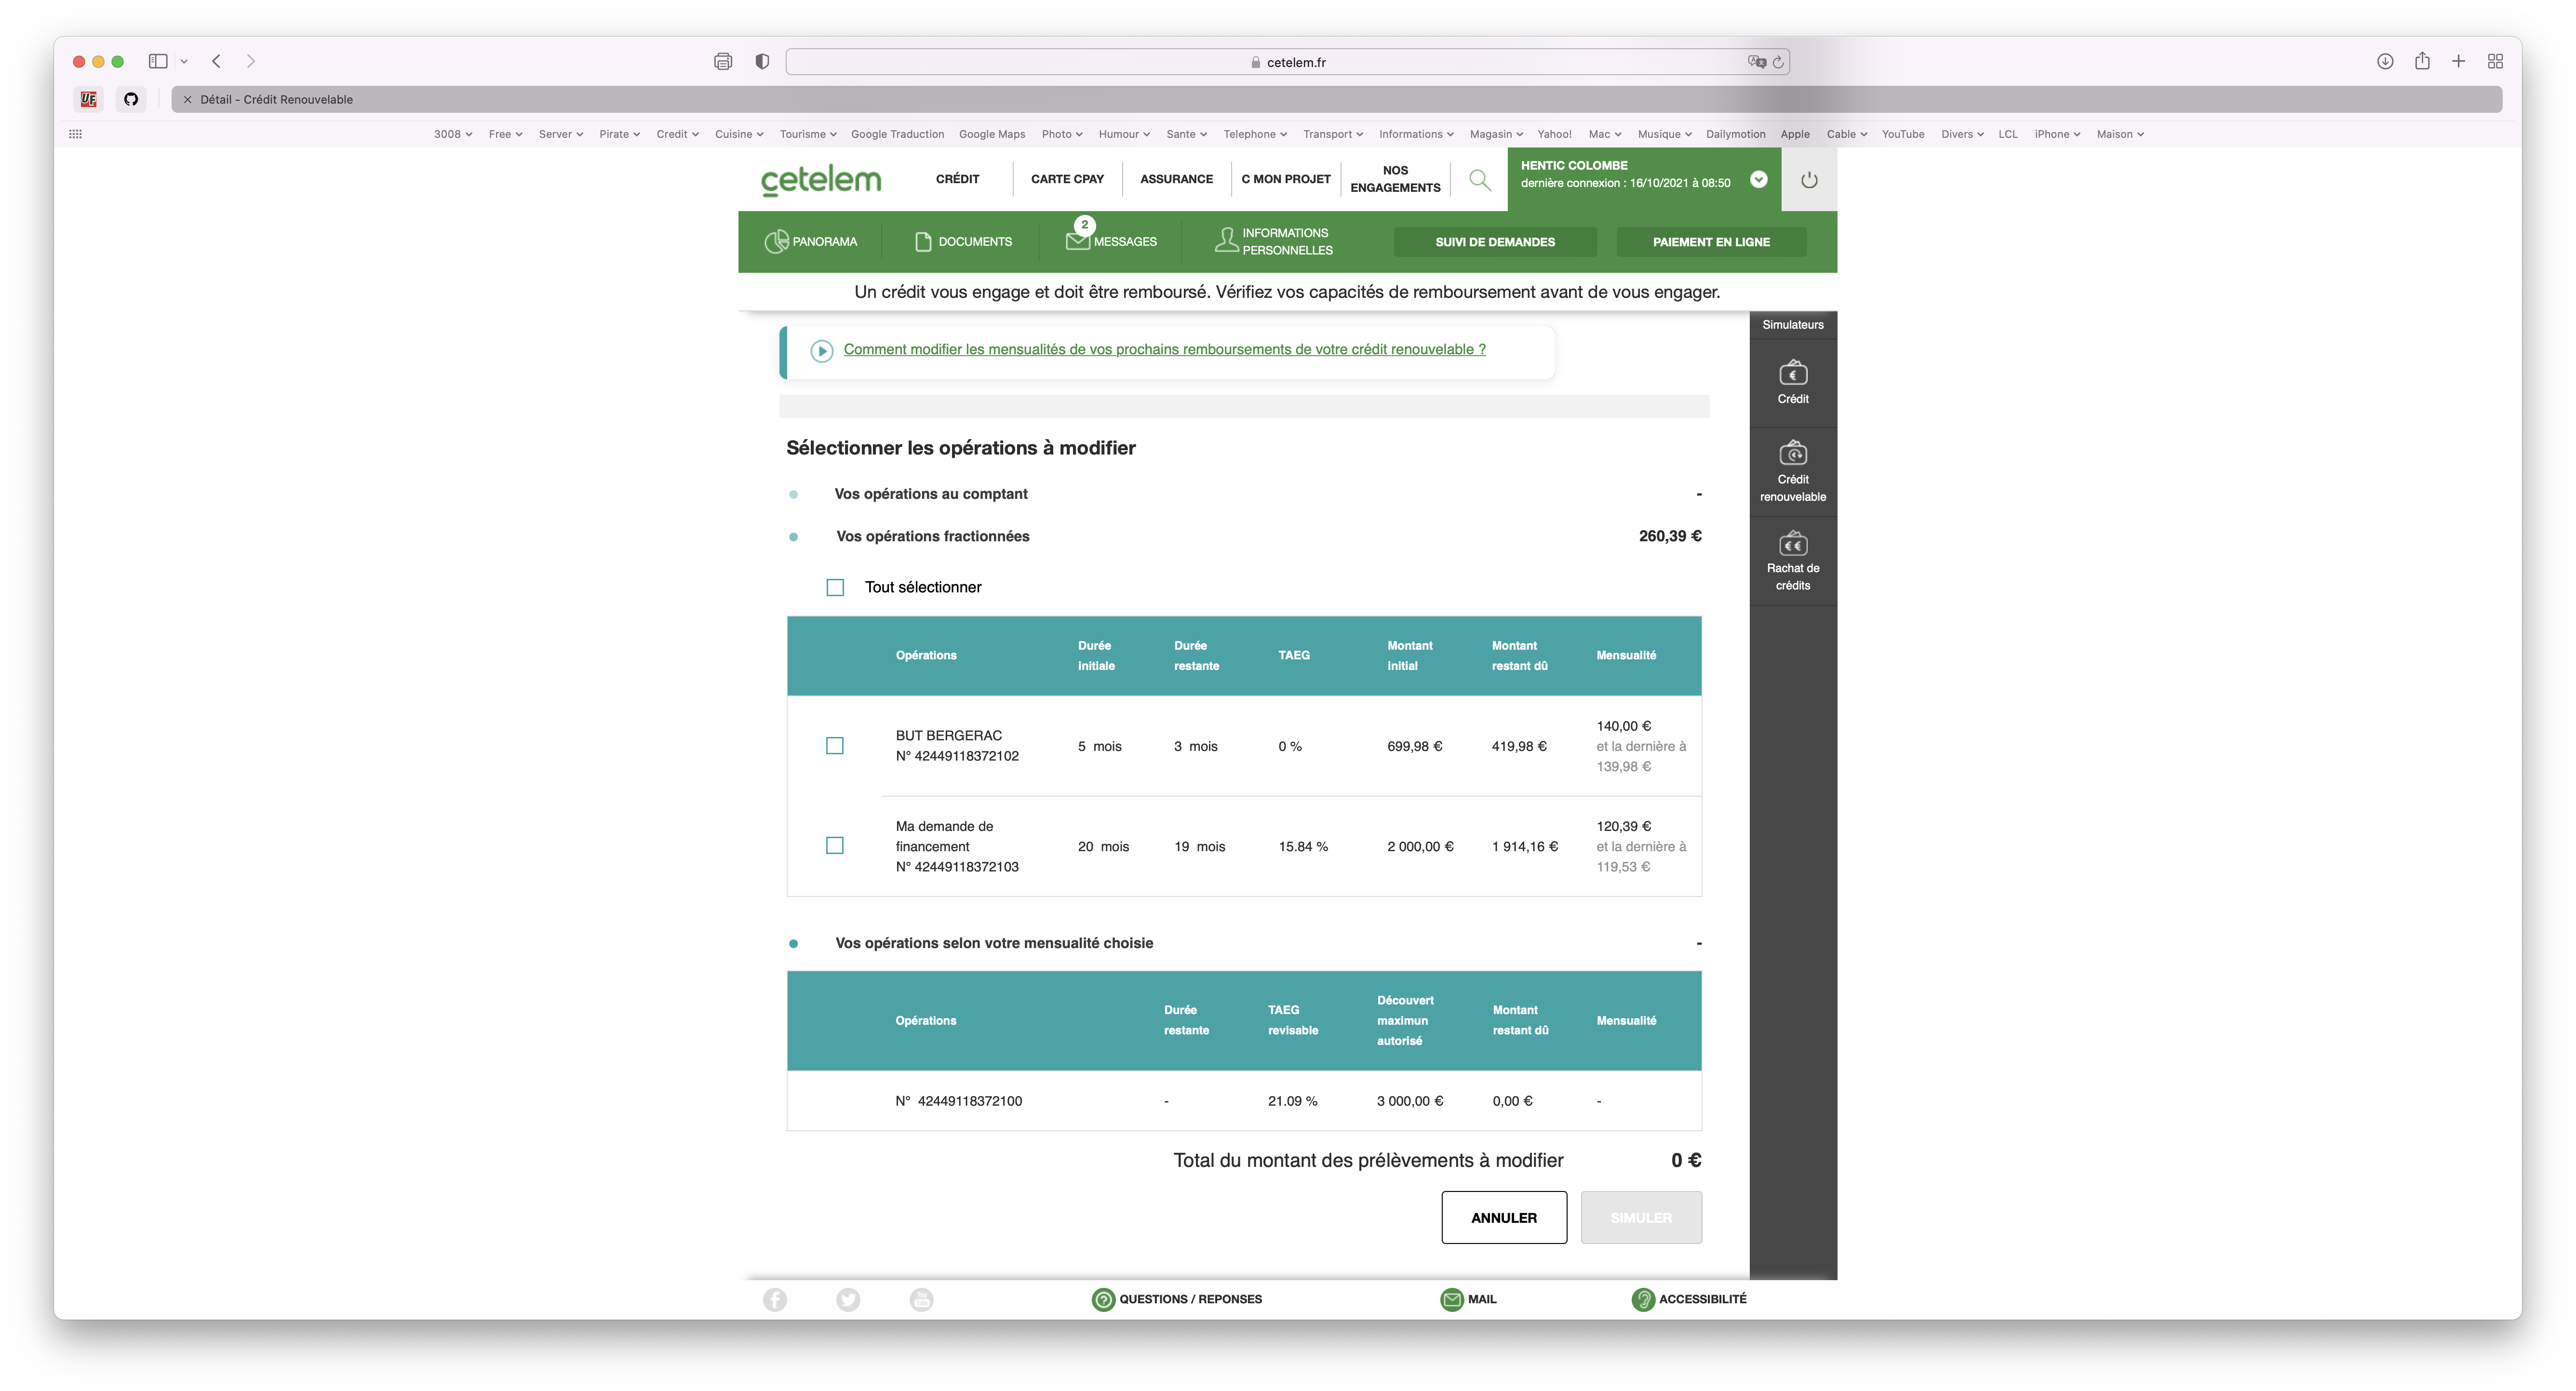 cetelem.fr
Détail - Crédit Renouvelable
3008 Free Server Pirate Credit Cuisine Tourisme Google Traduction Google Maps Photo Humour Sante Telephone Transport Informations Magasin Yahoo! Mac Musique Dailymotion Apple Cable YouTube Divers LCL iPhone Maison
cetelem
CRÉDIT
CARTE CPAY
ASSURANCE
C MON PROJET
NOS
ENGAGEMENTS
HENTIC COLOMBE
dernière connexion : 16/10/2021 à 08:50
PANORAMA
DOCUMENTS
2
MESSAGES
INFORMATIONS
PERSONNELLES
SUIVI DE DEMANDES
PAIEMENT EN LIGNE
Un crédit vous engage et doit être remboursé. Vérifiez vos capacités de remboursement avant de vous engager.
Simulateurs
Crédit
Crédit
renouvelable
Rachat de
crédits
Comment modifier les mensualités de vos prochains remboursements de votre crédit renouvelable ?
Sélectionner les opérations à modifier
Vos opérations au comptant -
Vos opérations fractionnées 260,39 €
Tout sélectionner
Opérations
Durée
initiale
Durée
restante
TAEG
Montant
initial
Montant
restant dû
Mensualité
BUT BERGERAC
N° 42449118372102
5 mois
3 mois
0 %
699,98 €
419,98 €
140,00 €
et la dernière à
139,98 €
Ma demande de
financement
N° 42449118372103
20 mois
19 mois
15.84 %
2 000,00 €
1 914,16 €
120,39 €
et la dernière à
119,53 €
Vos opérations selon votre mensualité choisie -
Opérations
Durée
restante
TAEG
revisable
Découvert
maximun
autorisé
Montant
restant dû
Mensualité
N° 42449118372100
-
21.09 %
3 000,00 €
0,00 €
-
Total du montant des prélèvements à modifier 0 €
ANNULER
SIMULER
QUESTIONS / REPONSES
MAIL
ACCESSIBILITÉ